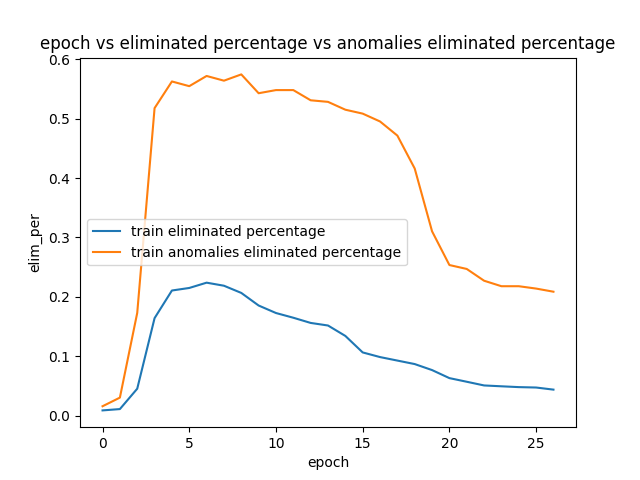 epoch vs eliminated percentage vs anomalies eliminated percentage
0.6
0.5
0.4
0.3
0.2
0.1
0.0
elim_per
train eliminated percentage
train anomalies eliminated percentage
0 5 10 15 20 25
epoch